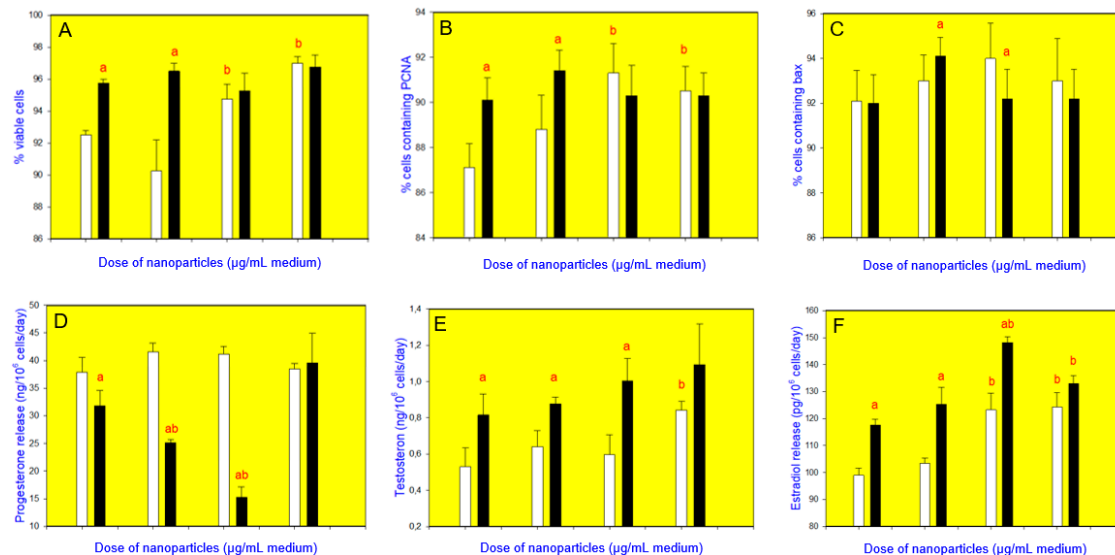 A
% viable cells
100
98
96
94
92
90
88
86
a
a
b
b
Dose of nanoparticles (µg/mL medium)
B
% cells containing PCNA
94
92
90
88
86
84
a
a
b
b
Dose of nanoparticles (µg/mL medium)
C
% cells containing bax
96
94
92
90
88
86
a
a
Dose of nanoparticles (µg/mL medium)
D
Progesterone release (ng/10⁶ cells/day)
50
45
40
35
30
25
20
15
10
a
ab
ab
Dose of nanoparticles (µg/mL medium)
E
Testosteron (ng/10⁶ cells/day)
1,4
1,2
1,0
0,8
0,6
0,4
0,2
a
a
a
b
Dose of nanoparticles (µg/mL medium)
F
Estradiol release (pg/10⁶ cells/day)
160
150
140
130
120
110
100
90
80
a
a
b
ab
b
b
Dose of nanoparticles (µg/mL medium)